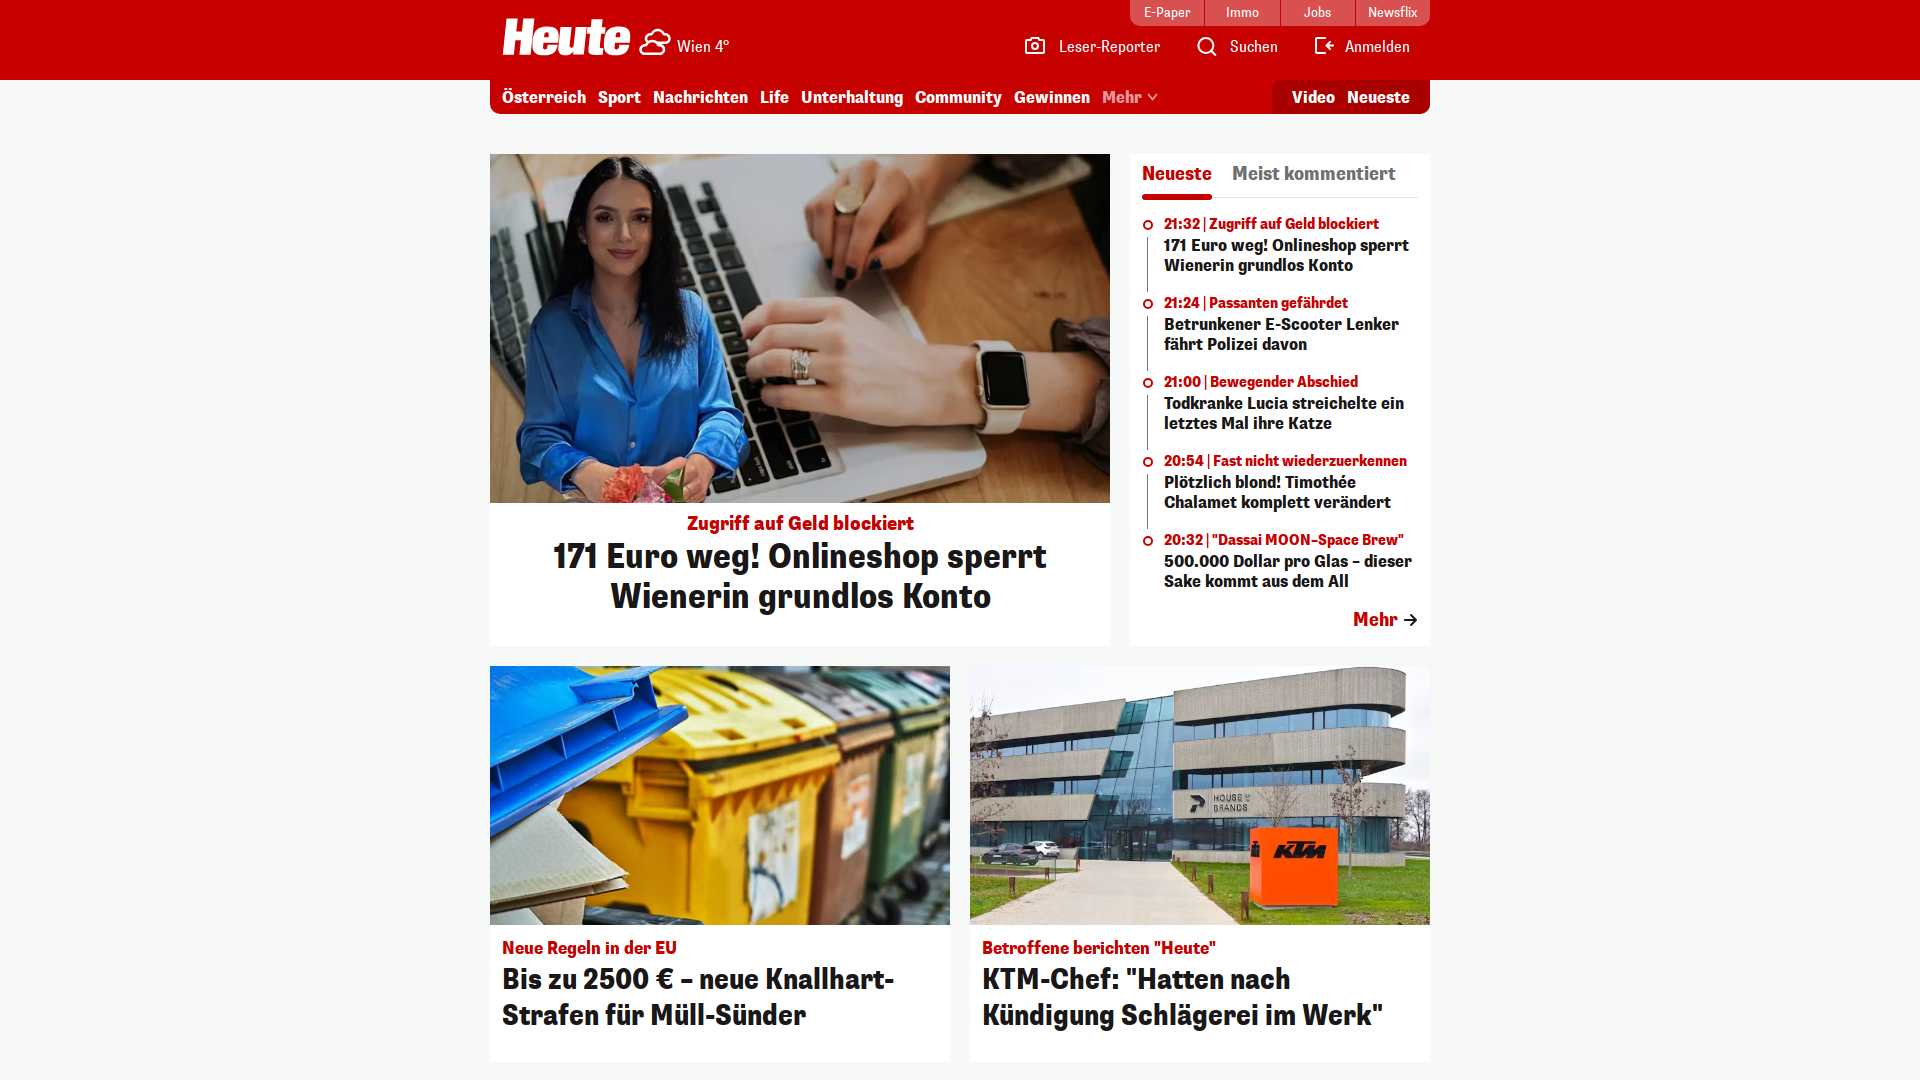 E-Paper
Immo
Jobs
Newsflix
Heute
Wien 4°
Leser-Reporter
Suchen
Anmelden
Österreich
Sport
Nachrichten
Life
Unterhaltung
Community
Gewinnen
Mehr
Video
Neueste
Zugriff auf Geld blockiert
171 Euro weg! Onlineshop sperrt
Wienerin grundlos Konto
Neueste
Meist kommentiert
21:32 | Zugriff auf Geld blockiert
171 Euro weg! Onlineshop sperrt
Wienerin grundlos Konto
21:24 | Passanten gefährdet
Betrunkener E-Scooter Lenker
fährt Polizei davon
21:00 | Bewegender Abschied
Todkranke Lucia streichelte ein
letztes Mal ihre Katze
20:54 | Fast nicht wiederzuerkennen
Plötzlich blond! Timothée
Chalamet komplett verändert
20:32 | "Dassai MOON–Space Brew"
500.000 Dollar pro Glas – dieser
Sake kommt aus dem All
Mehr
Neue Regeln in der EU
Bis zu 2500 € – neue Knallhart-
Strafen für Müll-Sünder
HOUSE OF
BRANDS
KTM
Betroffene berichten "Heute"
KTM-Chef: "Hatten nach
Kündigung Schlägerei im Werk"